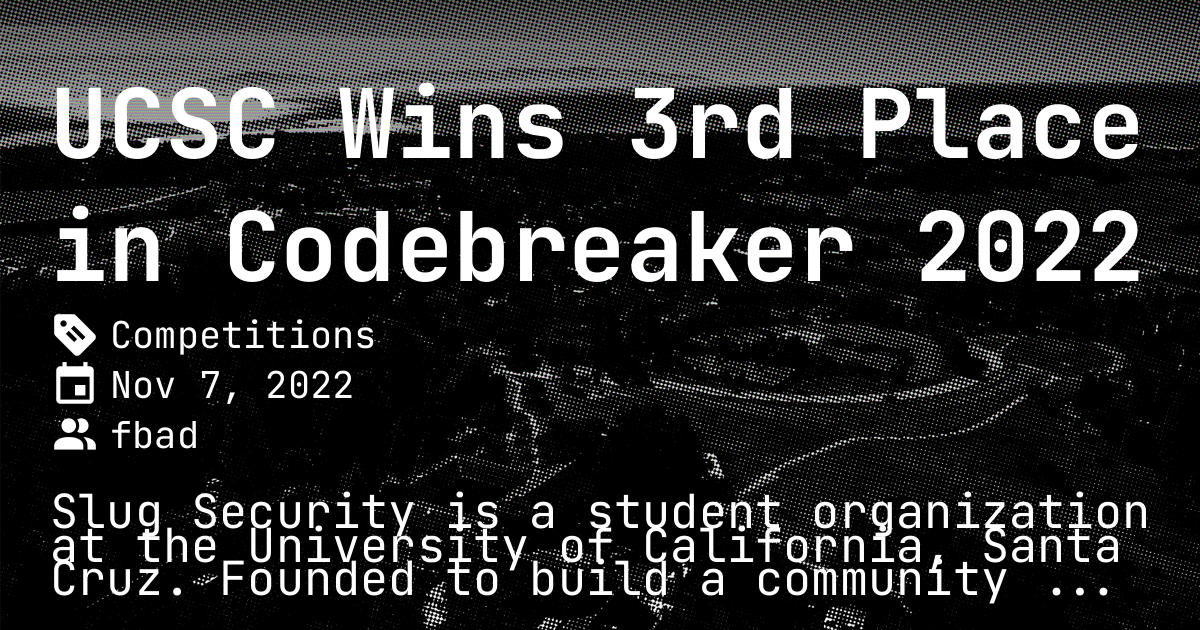 UCSC Wins 3rd Place
in Codebreaker 2022
Competitions
Nov 7, 2022
fbad
Slug Security is a student organization
at the University of California, Santa
Cruz. Founded to build a community ...